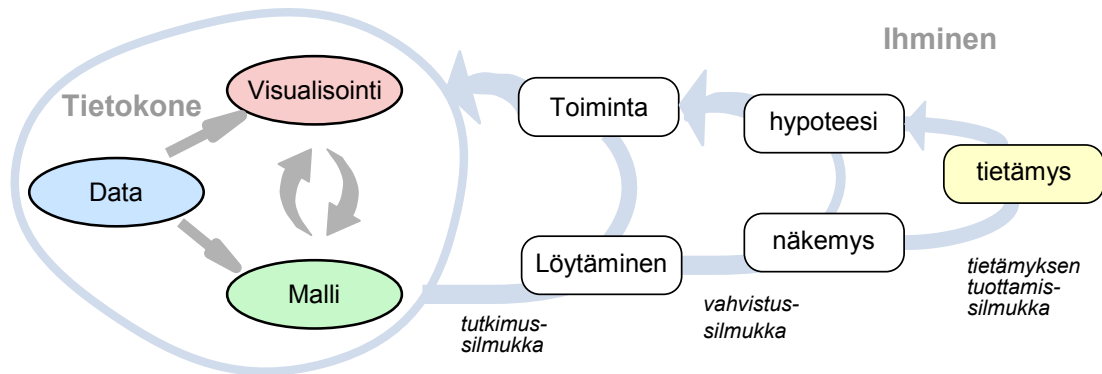 Ihminen
Tietokone
Visualisointi
Toiminta
hypoteesi
Data
tietämys
näkemys
Löytäminen
Malli
tutkimus-
silmukka
vahvistus-
silmukka
tietämyksen
tuottamis-
silmukka